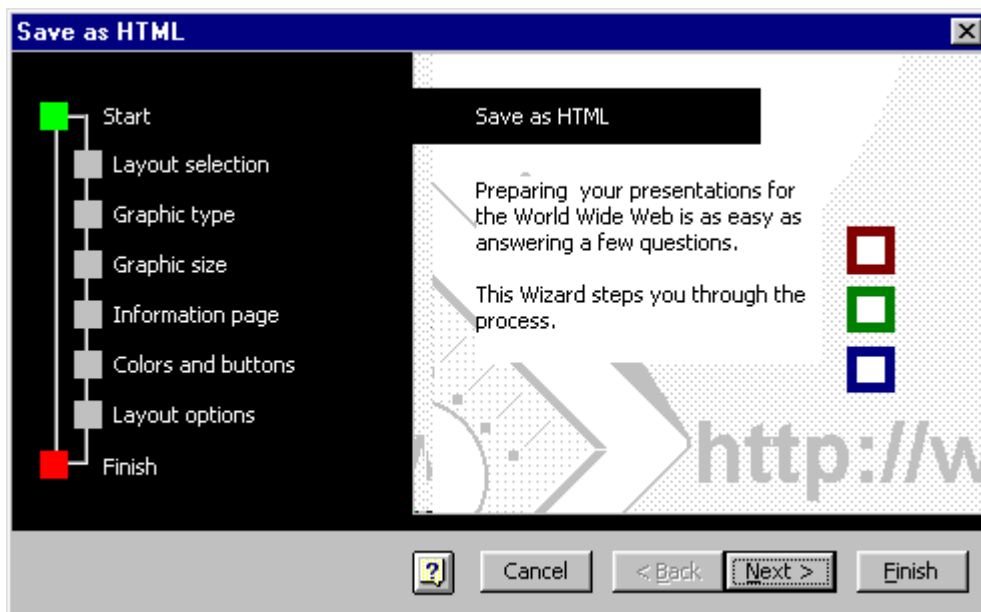 Save as HTML
Start
Layout selection
Graphic type
Graphic size
Information page
Colors and buttons
Layout options
Finish
Save as HTML
Preparing  your presentations for
the World Wide Web is as easy as
answering a few questions.
This Wizard steps you through the
process.
http://w
?
Cancel
< Back
Next >
Finish